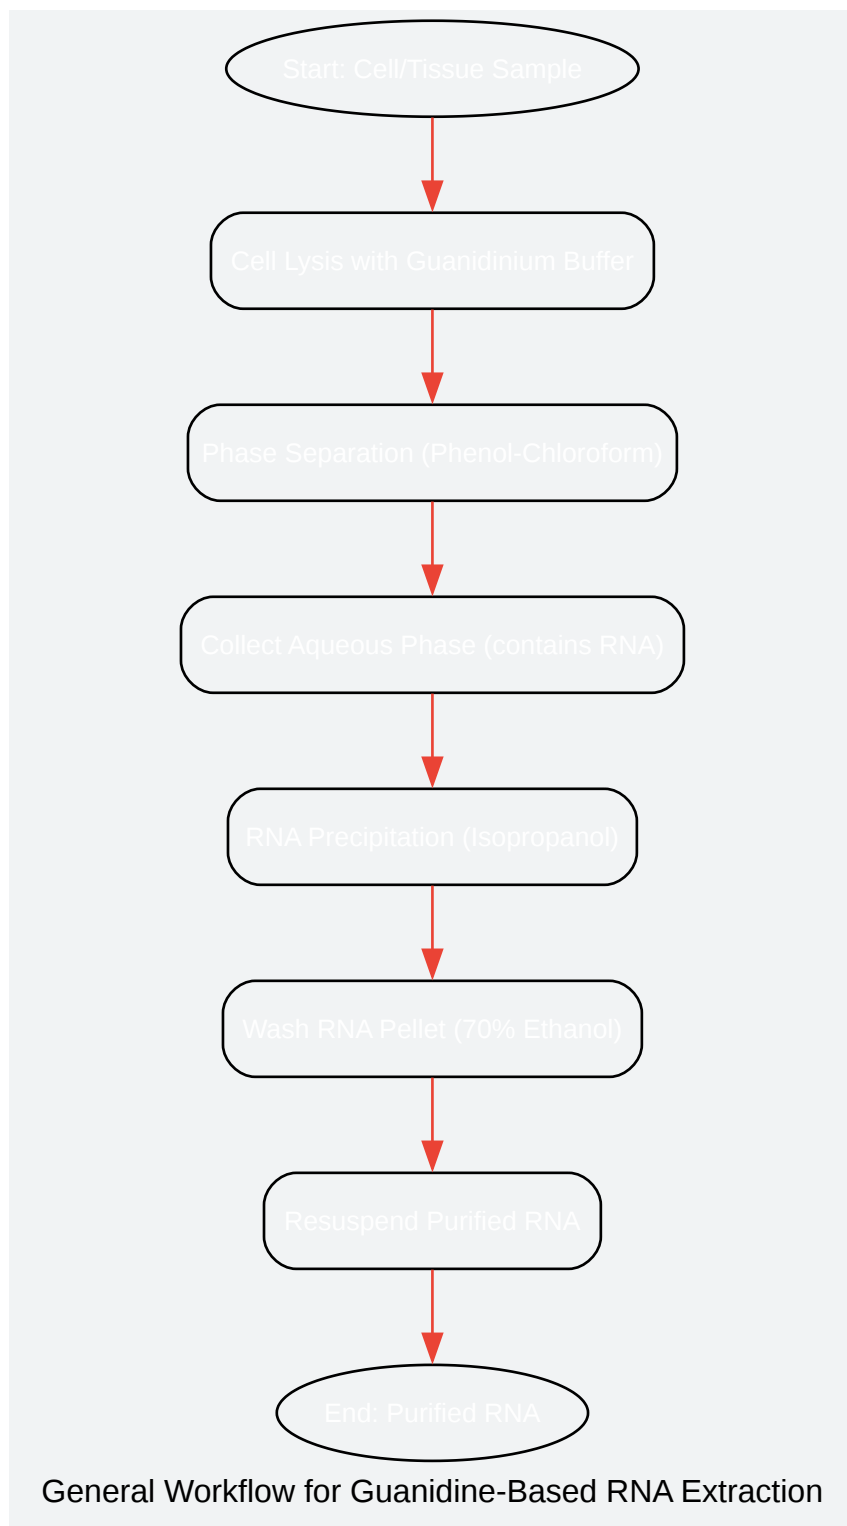 Start: Cell/Tissue Sample
Cell Lysis with Guanidinium Buffer
Phase Separation (Phenol-Chloroform)
Collect Aqueous Phase (contains RNA)
RNA Precipitation (Isopropanol)
Wash RNA Pellet (70% Ethanol)
Resuspend Purified RNA
End: Purified RNA
General Workflow for Guanidine-Based RNA Extraction